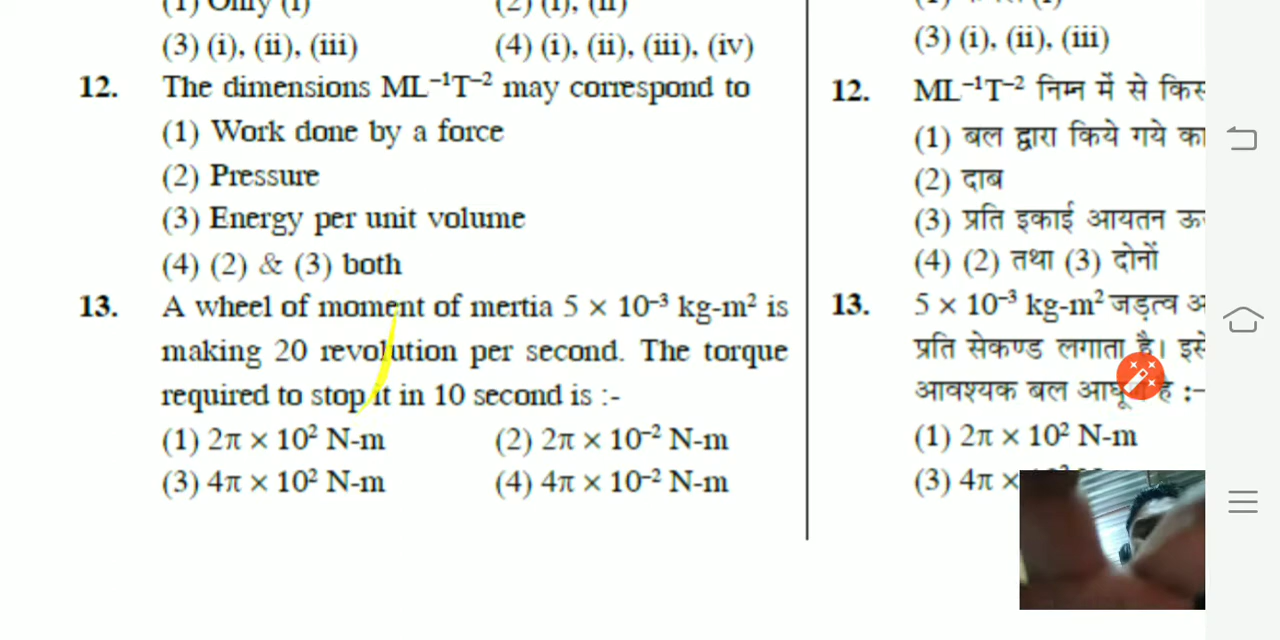 (1) Only (i)
(2) (i), (ii)
(3) (i), (ii), (iii)
(4) (i), (ii), (iii), (iv)
12. The dimensions ML⁻¹T⁻² may correspond to
(1) Work done by a force
(2) Pressure
(3) Energy per unit volume
(4) (2) & (3) both
13. A wheel of moment of mertia 5 × 10⁻³ kg-m² is
making 20 revolution per second. The torque
required to stop it in 10 second is :-
(1) 2π × 10² N-m
(2) 2π × 10⁻² N-m
(3) 4π × 10² N-m
(4) 4π × 10⁻² N-m
(3) (i), (ii), (iii)
12. ML⁻¹T⁻² निम्न में से
(1) बल द्वारा किये गये
(2) दाब
(3) प्रति इकाई आयतन
(4) (2) तथा (3) दोनों
13. 5 × 10⁻³ kg-m² जड़त्व
प्रति सेकण्ड लगाता है। इसे
आवश्यक बल है :-
(1) 2π × 10² N-m
(3) 4π ×